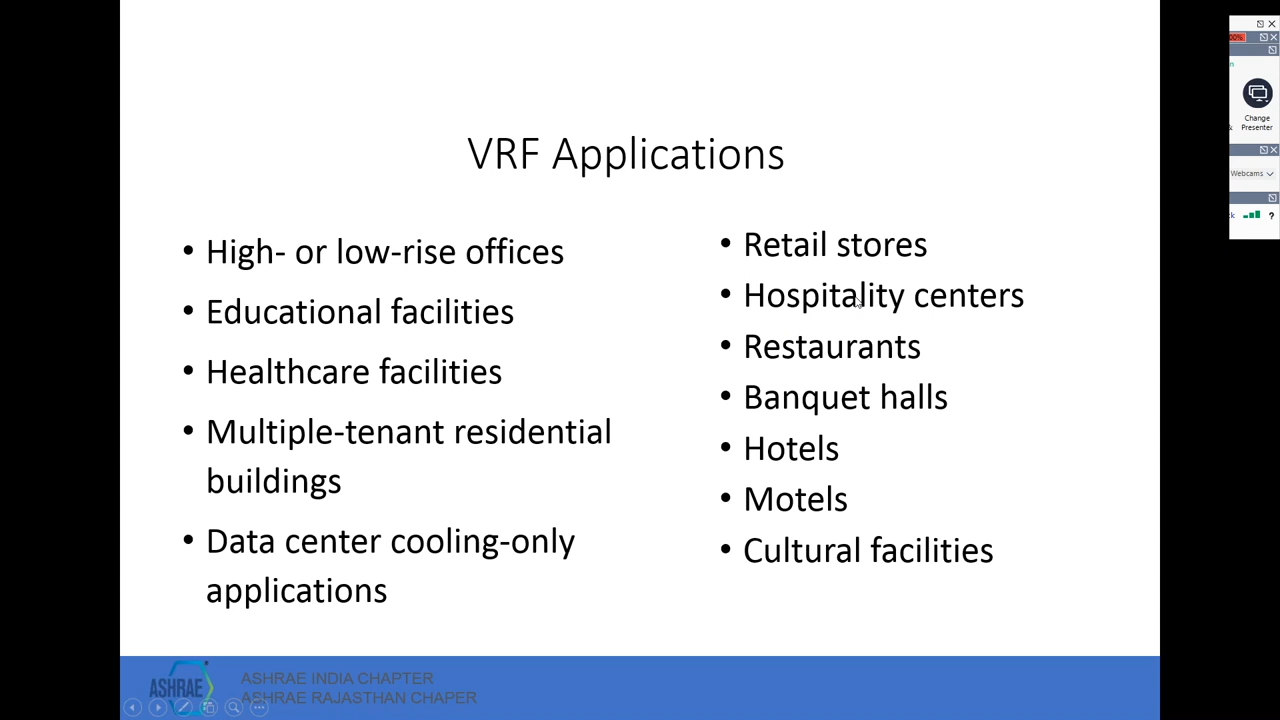 VRF Applications
• High- or low-rise offices
• Educational facilities
• Healthcare facilities
• Multiple-tenant residential
buildings
• Data center cooling-only
applications
• Retail stores
• Hospitality centers
• Restaurants
• Banquet halls
• Hotels
• Motels
• Cultural facilities
ASHRAE
ASHRAE INDIA CHAPTER
ASHRAE RAJASTHAN CHAPER
Change
Presenter
Webcams
?